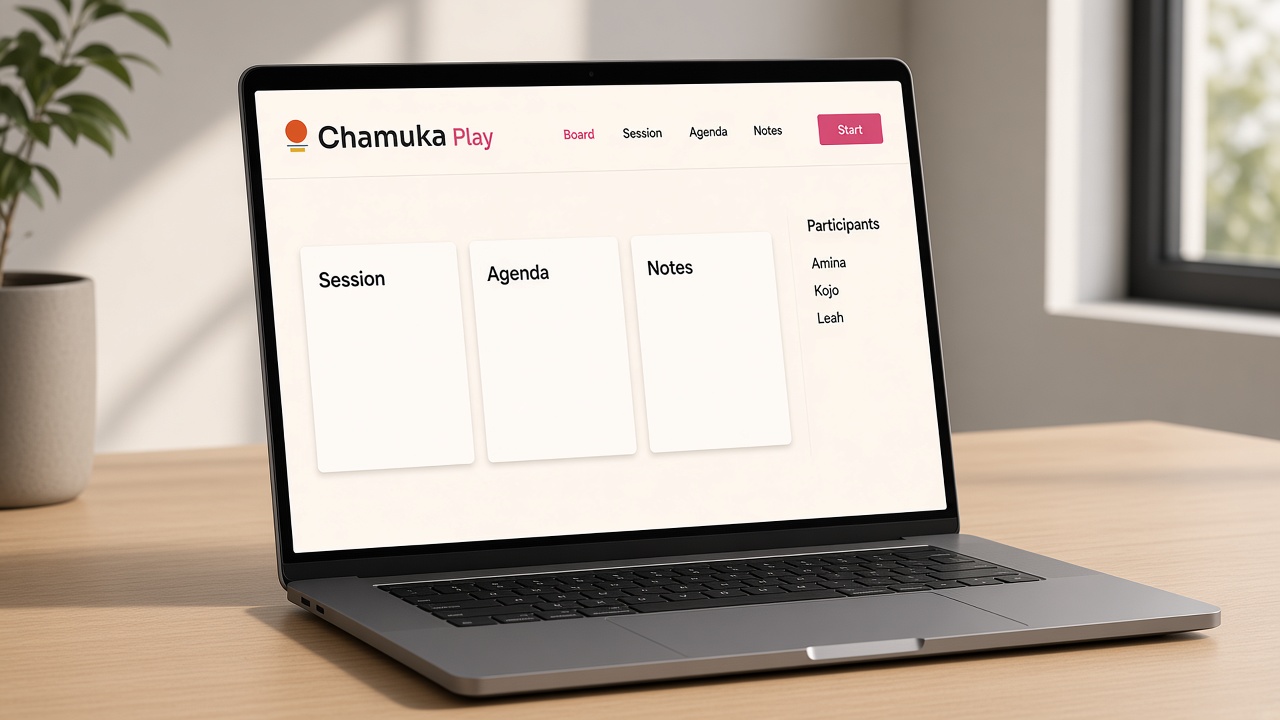 Chamuka Play
Board
Session
Agenda
Notes
Start
Session
Agenda
Notes
Participants
Amina
Kojo
Leah